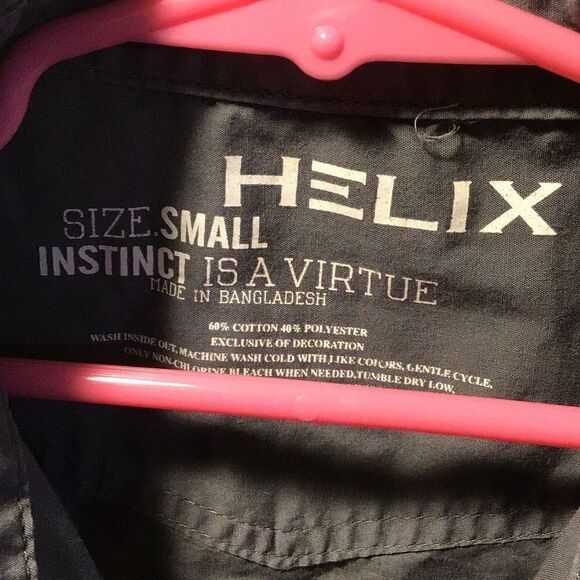 HELIX
SIZE.SMALL
INSTINCT IS A VIRTUE
MADE IN BANGLADESH
60% COTTON 40% POLYESTER
EXCLUSIVE OF DECORATION
WASH INSIDE OUT, MACHINE WASH COLD WITH LIKE COLORS, GENTLE CYCLE,
ONLY NON-CHLORINE BLEACH WHEN NEEDED,TUMBLE DRY LOW,